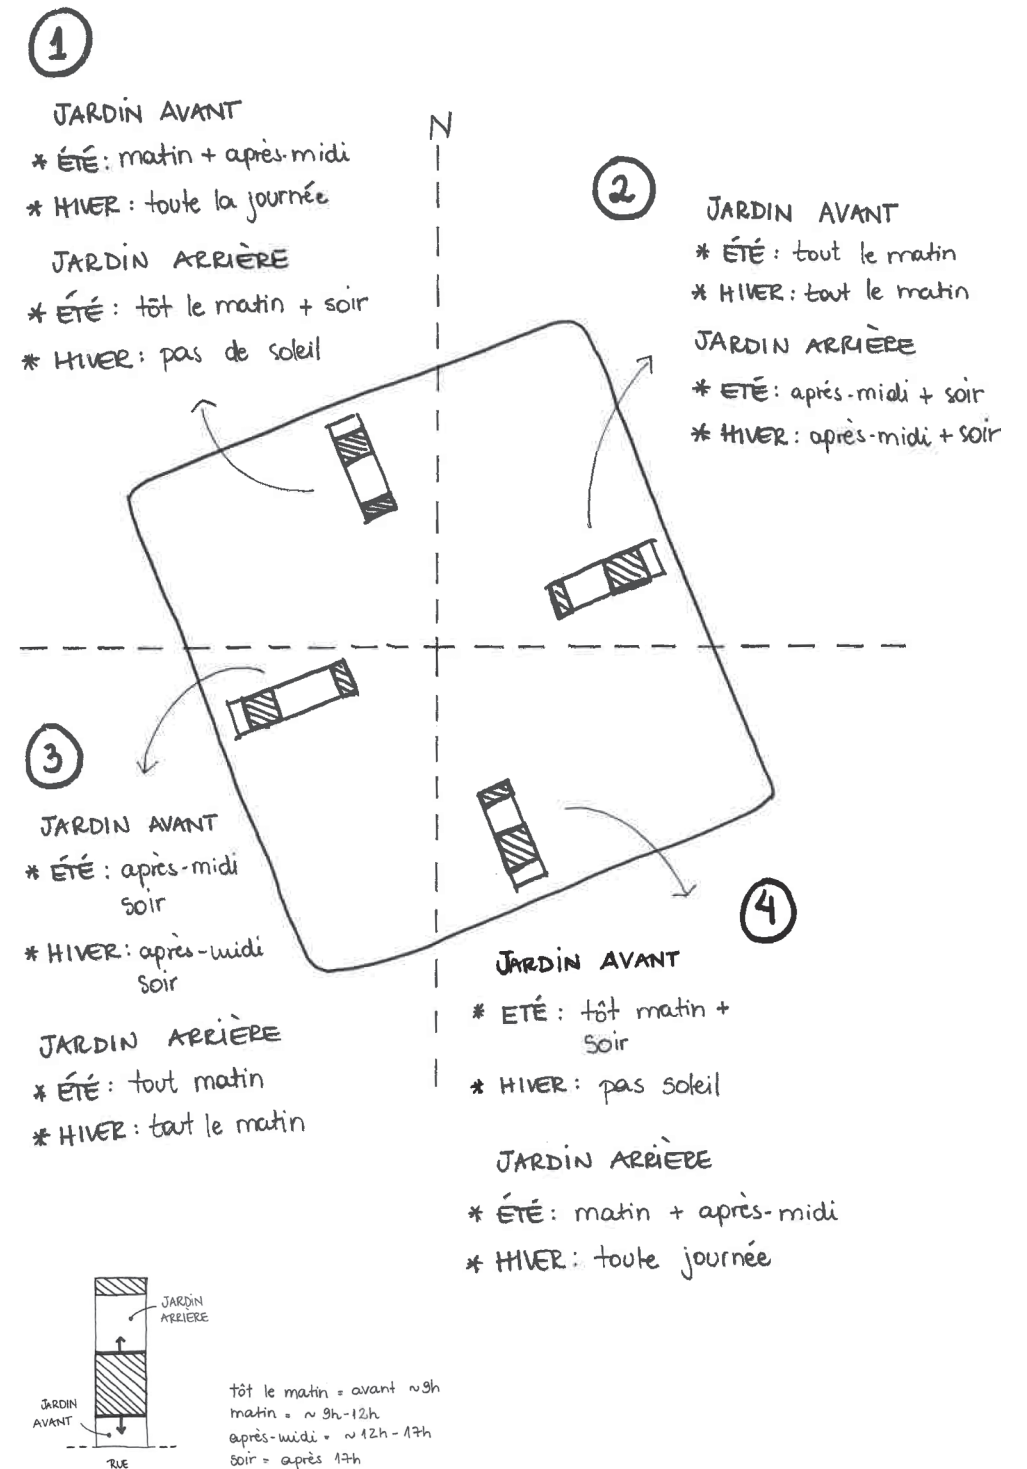 1
JARDIN AVANT
* ÉTÉ : matin + après-midi
* HIVER : toute la journée
JARDIN ARRIÈRE
* ÉTÉ : tôt le matin + soir
* HIVER : pas de soleil
N
2
JARDIN AVANT
* ÉTÉ : tout le matin
* HIVER : tout le matin
JARDIN ARRIÈRE
* ETÉ : aprés-midi + soir
* HIVER : après-midi + soir
3
JARDIN AVANT
* ÉTÉ : après-midi
soir
* HIVER : après-midi
soir
JARDIN ARRIÈRE
* ÉTÉ : tout matin
* HIVER : tout le matin
4
JARDIN AVANT
* ETÉ : tôt matin +
soir
* HIVER : pas soleil
JARDIN ARRIÈRE
* ÉTÉ : matin + après-midi
* HIVER : toute journée
JARDIN
ARRIERE
JARDIN
AVANT
RUE
tôt le matin = avant ~9h
matin = ~ 9h-12h
après-midi = ~12h-17h
soir = après 17h